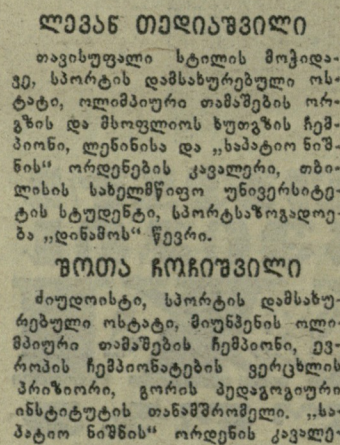 ლევან თედიაშვილი
თავისუფალი სტილის მოჭიდა-
ვე, სპორტის დამსახურებული ოს-
ტატი, ოლიმპიური თამაშების ორ-
გზის და მსოფლიოს ხუთგზის ჩემ-
პიონი, ლენინისა და „საპატიო ნიშ-
ნის“ ორდენების კავალერი, თბი-
ლისის სახელმწიფო უნივერსიტე-
ტის სტუდენტი, სპორტსაზოგადოე-
ბა „დინამოს“ წევრი.
შოთა ჩოჩიშვილი
ძიუდოისტი, სპორტის დამსახუ-
რებული ოსტატი, მიუნჰენის ოლი-
მპიური თამაშების ჩემპიონი, ევ-
როპის ჩემპიონატების ვერცხლის
პრიზიორი, გორის პედაგოგიური
ინსტიტუტის თანამშრომელი. „სა-
პატიო ნიშნის“ ორდენის კავალე-